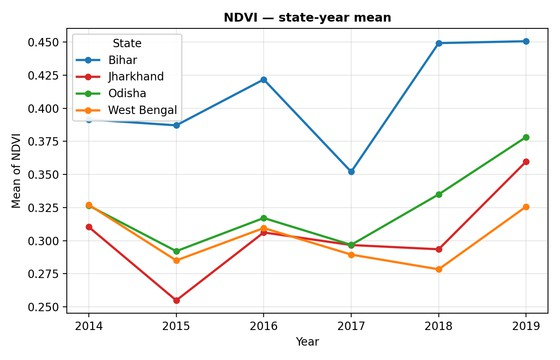 NDVI — state-year mean
State
Bihar
Jharkhand
Odisha
West Bengal
Mean of NDVI
0.450
0.425
0.400
0.375
0.350
0.325
0.300
0.275
0.250
2014 2015 2016 2017 2018 2019
Year